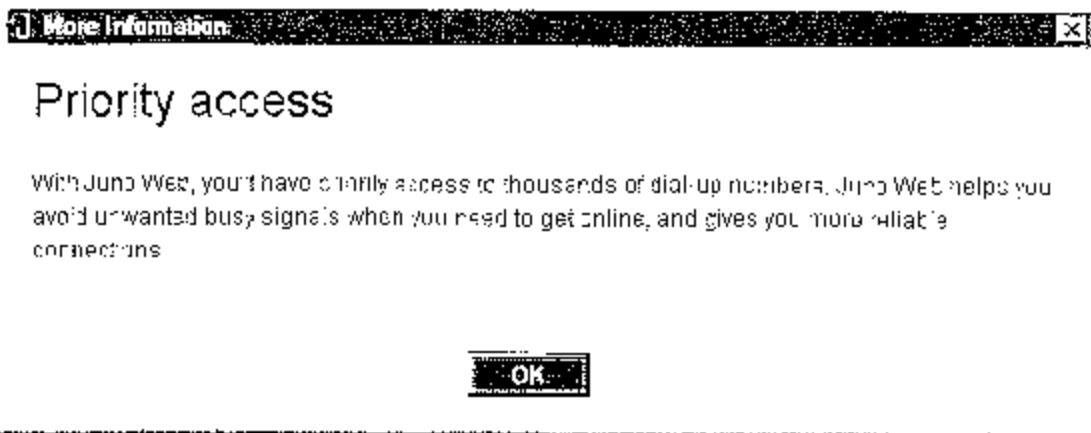 J More Information
Priority access
With Juno Web, you'll have priority access to thousands of dial-up numbers. Juno Web helps you
avoid unwanted busy signals when you need to get online, and gives you more reliable
connections
OK